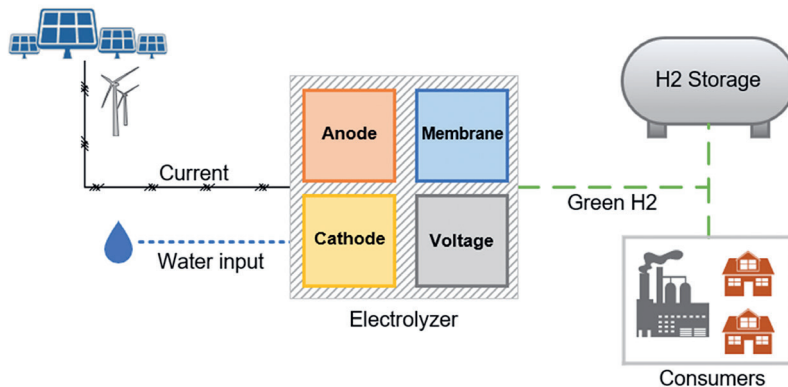 H2 Storage
Anode
Membrane
Current
Green H2
Cathode
Voltage
Water input
Electrolyzer
Consumers